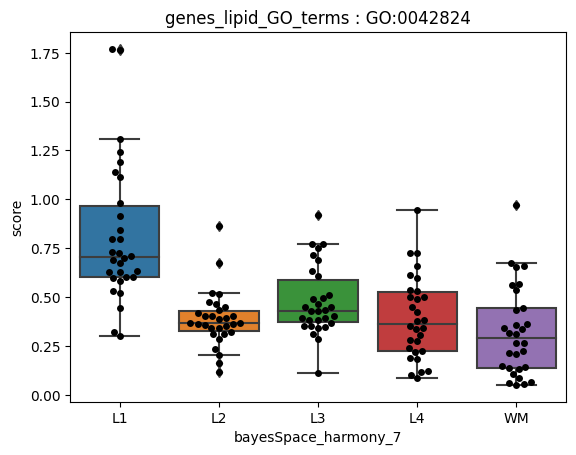 genes_lipid_GO_terms : GO:0042824
1.75
1.50
1.25
1.00
0.75
0.50
0.25
0.00
score
L1 L2 L3 L4 WM
bayesSpace_harmony_7